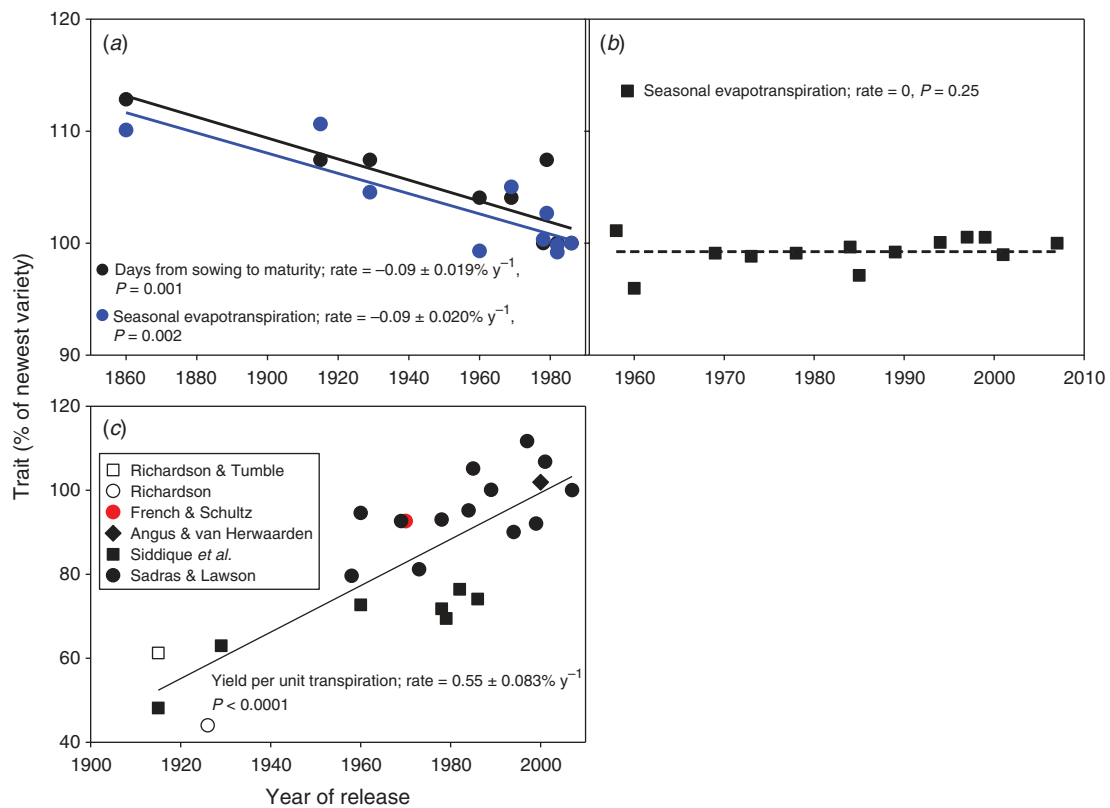 Trait (% of newest variety)
120
110
100
90
(a)
Days from sowing to maturity; rate = –0.09 ± 0.019% y⁻¹,
P = 0.001
Seasonal evapotranspiration; rate = –0.09 ± 0.020% y⁻¹,
P = 0.002
1860 1880 1900 1920 1940 1960 1980
(b)
Seasonal evapotranspiration; rate = 0, P = 0.25
1960 1970 1980 1990 2000 2010
120
100
80
60
40
(c)
Richardson & Tumble
Richardson
French & Schultz
Angus & van Herwaarden
Siddique et al.
Sadras & Lawson
Yield per unit transpiration; rate = 0.55 ± 0.083% y⁻¹
P < 0.0001
1900 1920 1940 1960 1980 2000
Year of release